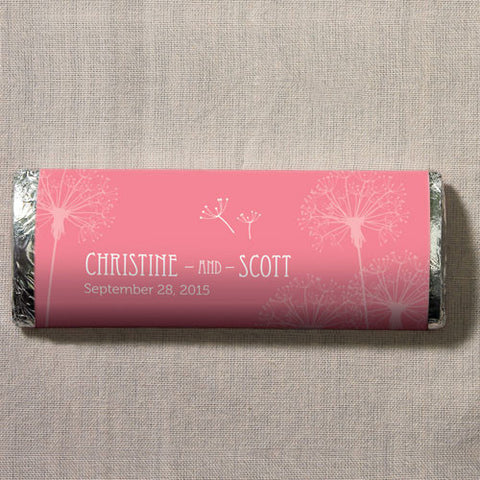 CHRISTINE – AND – SCOTT
September 28, 2015